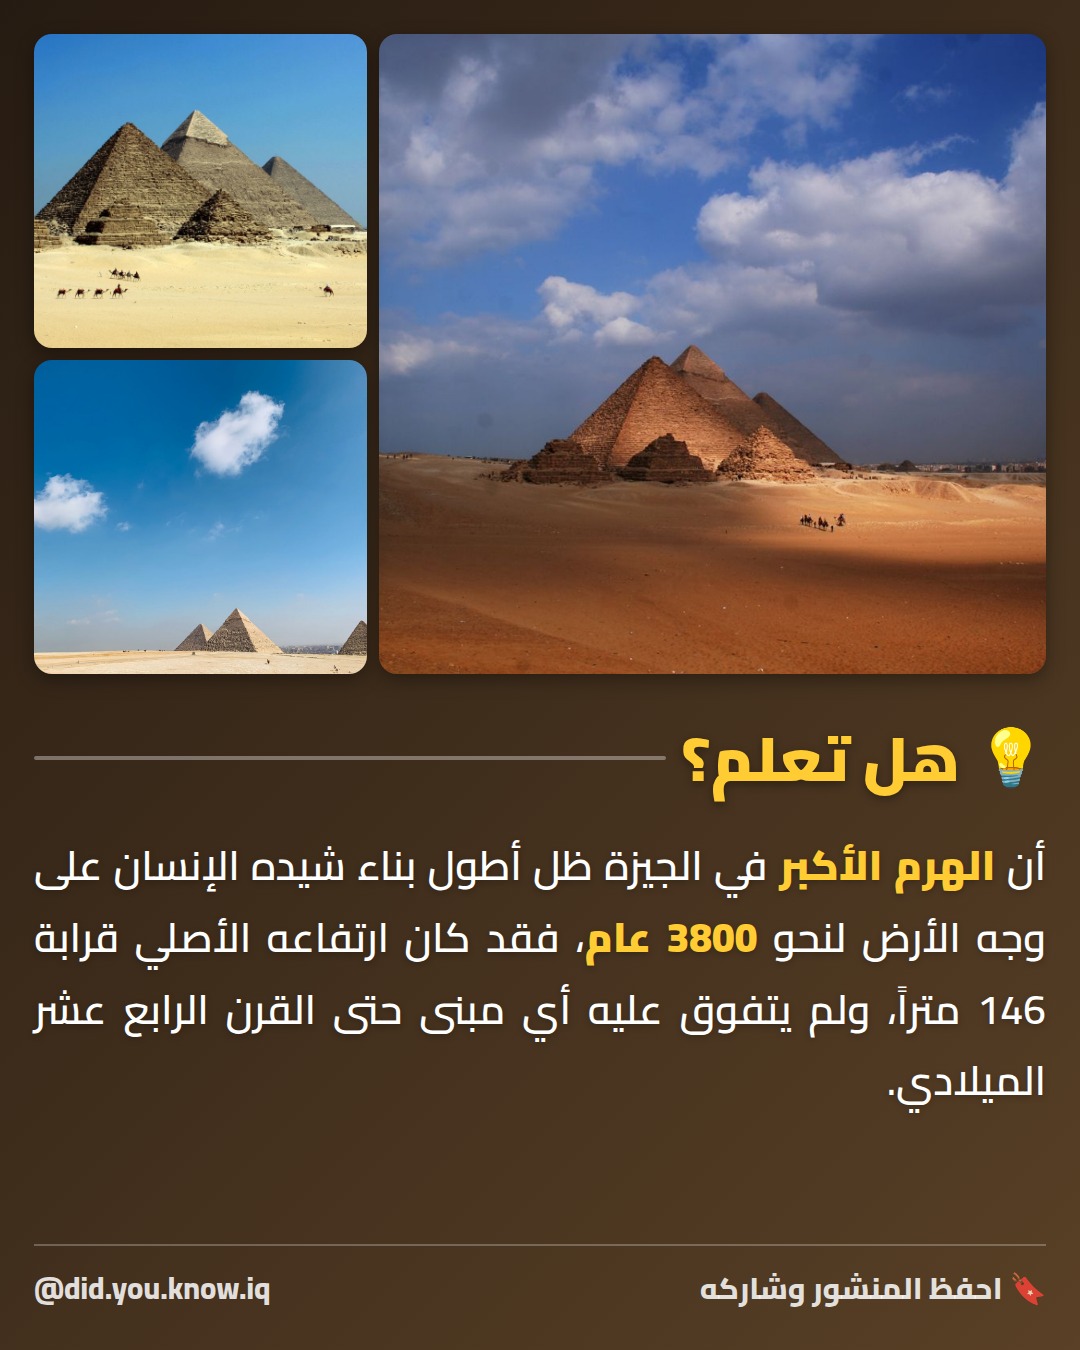 💡 هل تعلم؟
أن الهرم الأكبر في الجيزة ظل أطول بناء شيده الإنسان على
وجه الأرض لنحو 3800 عام، فقد كان ارتفاعه الأصلي قرابة
146 متراً، ولم يتفوق عليه أي مبنى حتى القرن الرابع عشر
الميلادي.
🔖 احفظ المنشور وشاركه
@did.you.know.iq